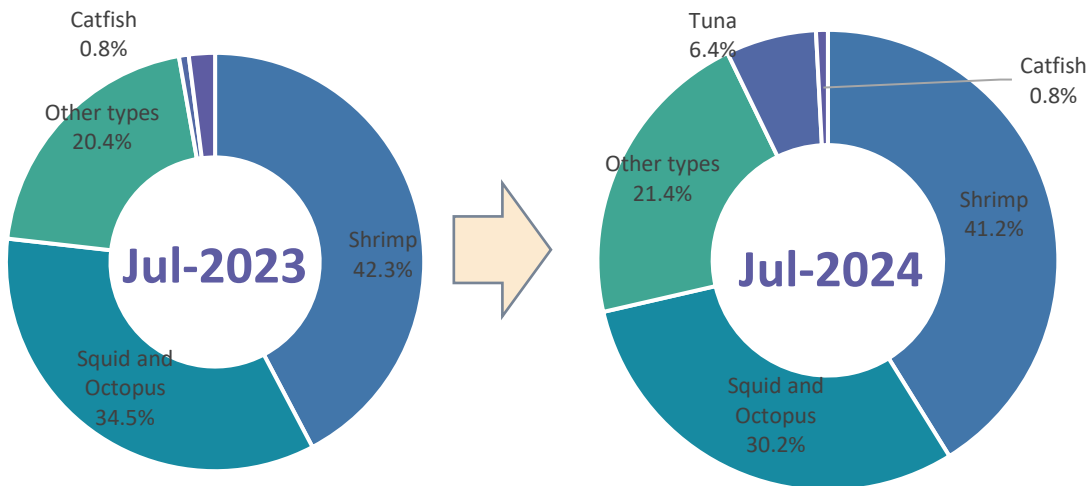 Catfish
0.8%
Other types
20.4%
Jul-2023
Shrimp
42.3%
Squid and
Octopus
34.5%
Tuna
6.4%
Catfish
0.8%
Other types
21.4%
Shrimp
41.2%
Jul-2024
Squid and
Octopus
30.2%